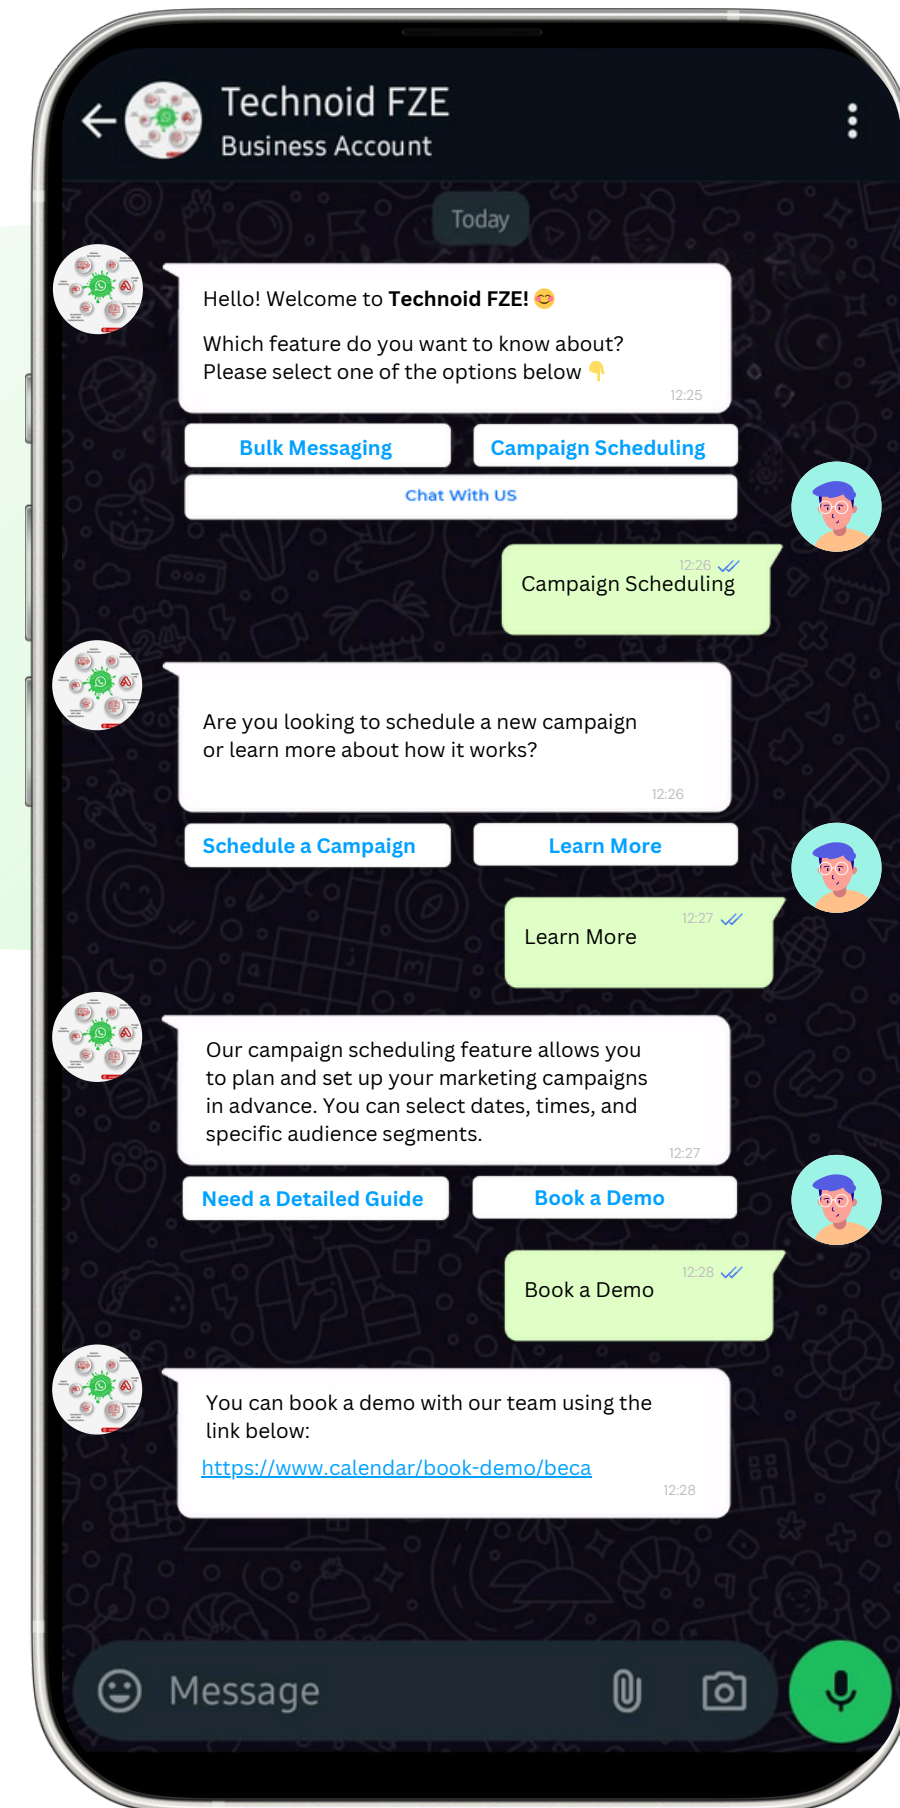 Technoid FZE
Business Account
Today
Hello! Welcome to Technoid FZE! 😊
Which feature do you want to know about?
Please select one of the options below 👇
12:25
Bulk Messaging
Campaign Scheduling
Chat With US
12:26
Campaign Scheduling
Are you looking to schedule a new campaign
or learn more about how it works?
12:26
Schedule a Campaign
Learn More
12:27
Learn More
Our campaign scheduling feature allows you
to plan and set up your marketing campaigns
in advance. You can select dates, times, and
specific audience segments.
12:27
Need a Detailed Guide
Book a Demo
12:28
Book a Demo
You can book a demo with our team using the
link below:
https://www.calendar/book-demo/beca
12:28
Message